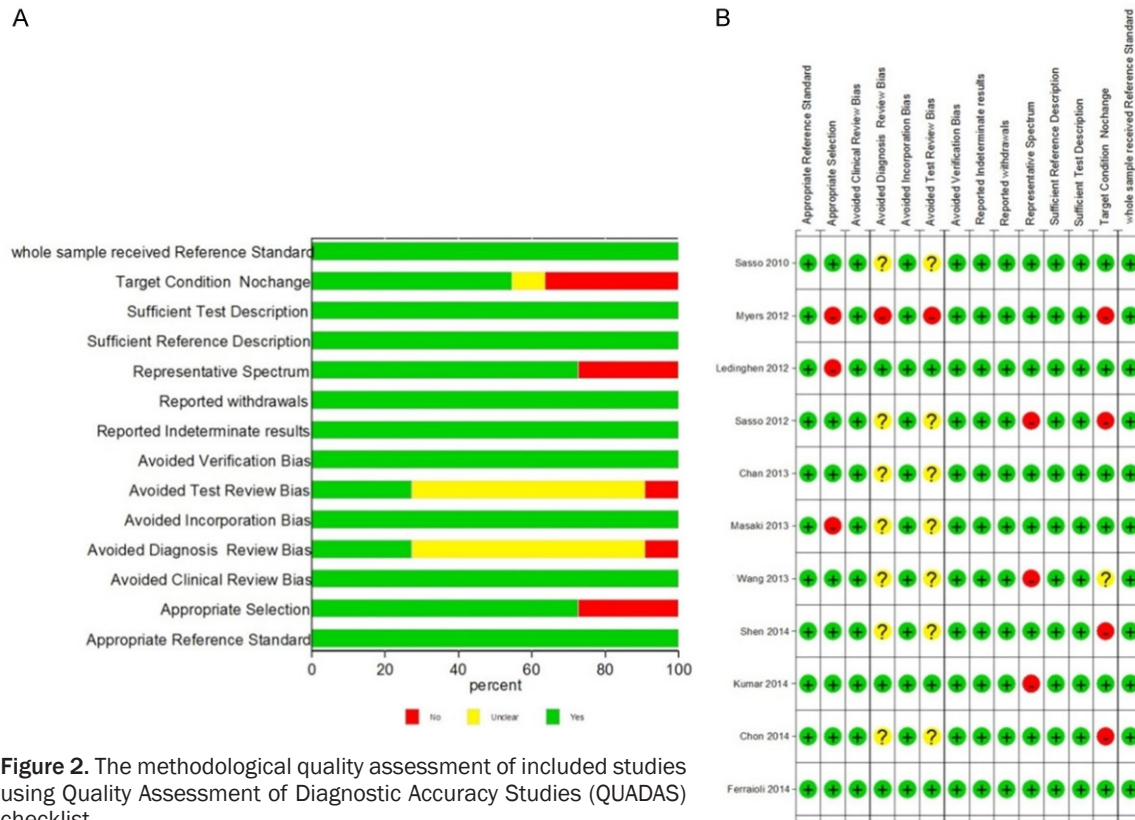 A
whole sample received Reference Standard
Target Condition Nochange
Sufficient Test Description
Sufficient Reference Description
Representative Spectrum
Reported withdrawals
Reported Indeterminate results
Avoided Verification Bias
Avoided Test Review Bias
Avoided Incorporation Bias
Avoided Diagnosis Review Bias
Avoided Clinical Review Bias
Appropriate Selection
Appropriate Reference Standard
0 20 40 60 80 100
percent
No Unclear Yes
Figure 2. The methodological quality assessment of included studies
using Quality Assessment of Diagnostic Accuracy Studies (QUADAS)
checklist.
B
Appropriate Reference Standard
Appropriate Selection
Avoided Clinical Review Bias
Avoided Diagnosis Review Bias
Avoided Incorporation Bias
Avoided Test Review Bias
Avoided Verification Bias
Reported Indeterminate results
Reported withdrawals
Representative Spectrum
Sufficient Reference Description
Sufficient Test Description
Target Condition Nochange
whole sample received Reference Standard
Sasso 2010 + + + ? + ? + + + + + + + +
Myers 2012 + - + - + - + + + + + + - +
Ledinghen 2012 + - + + + + + + + + + + + +
Sasso 2012 + + + ? + ? + + + - + + - +
Chan 2013 + + + ? + ? + + + + + + + +
Masaki 2013 + - + ? + ? + + + + + + + +
Wang 2013 + + + ? + ? + + + - + + ? +
Shen 2014 + + + ? + ? + + + + + + - +
Kumar 2014 + + + + + + + + + - + + + +
Chon 2014 + + + ? + ? + + + + + + - +
Ferraioli 2014 + + + + + + + + + + + + + +